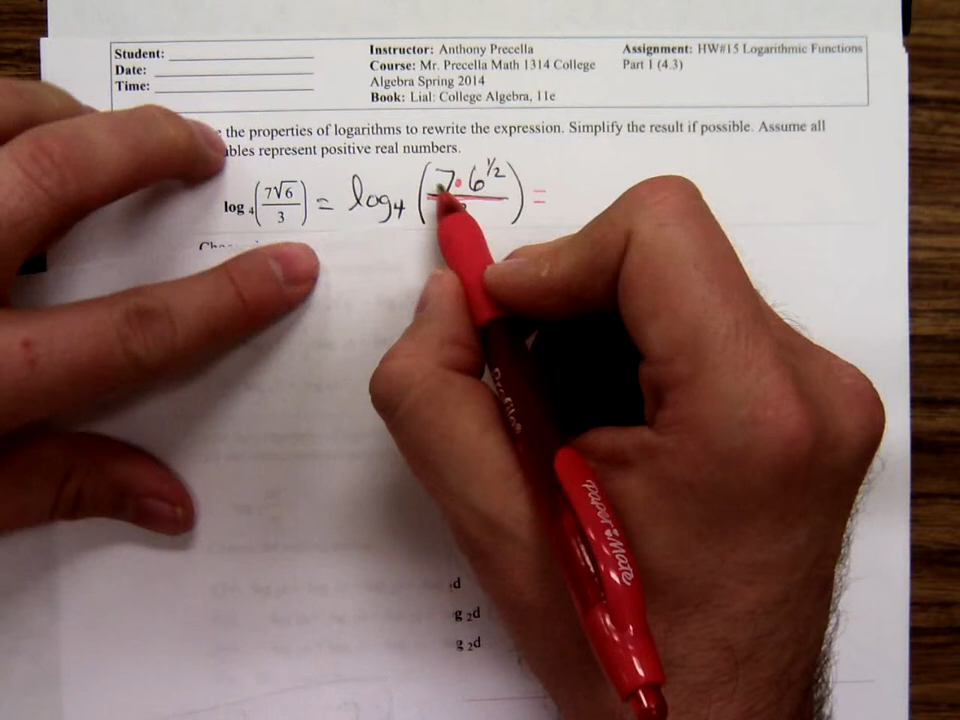 Student: Instructor: Anthony Precella Assignment: HW#15 Logarithmic Functions
Date: Course: Mr. Precella Math 1314 College Part 1 (4.3)
Time: Algebra Spring 2014
Book: Lial: College Algebra, 11e
the properties of logarithms to rewrite the expression. Simplify the result if possible. Assume all
represent positive real numbers.
log 4 (7√6/3) = log4 (7·6^1/2 / ) =
d
g 2d
g 2d
Profile
paper:mate